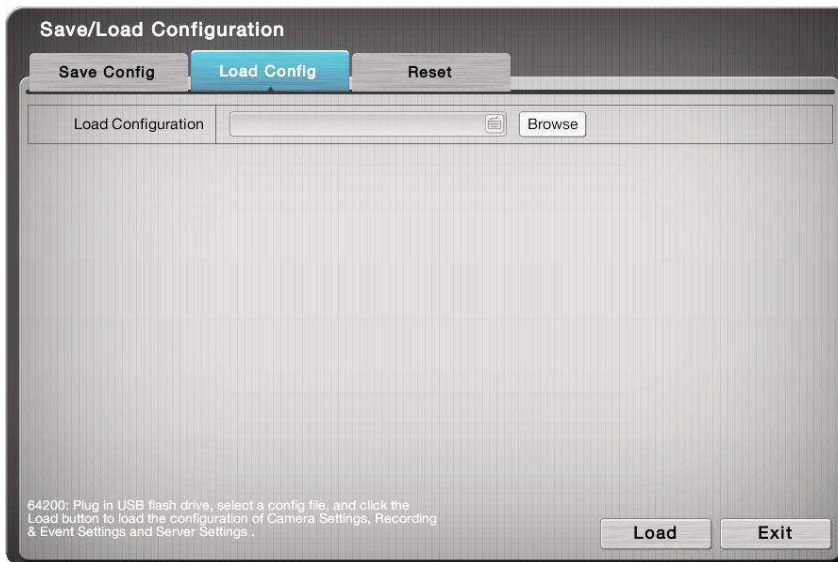 Save/Load Configuration
Save Config
Load Config
Reset
Load Configuration
Browse
64200: Plug in USB flash drive, select a config file, and click the
Load button to load the configuration of Camera Settings, Recording
& Event Settings and Server Settings .
Load
Exit